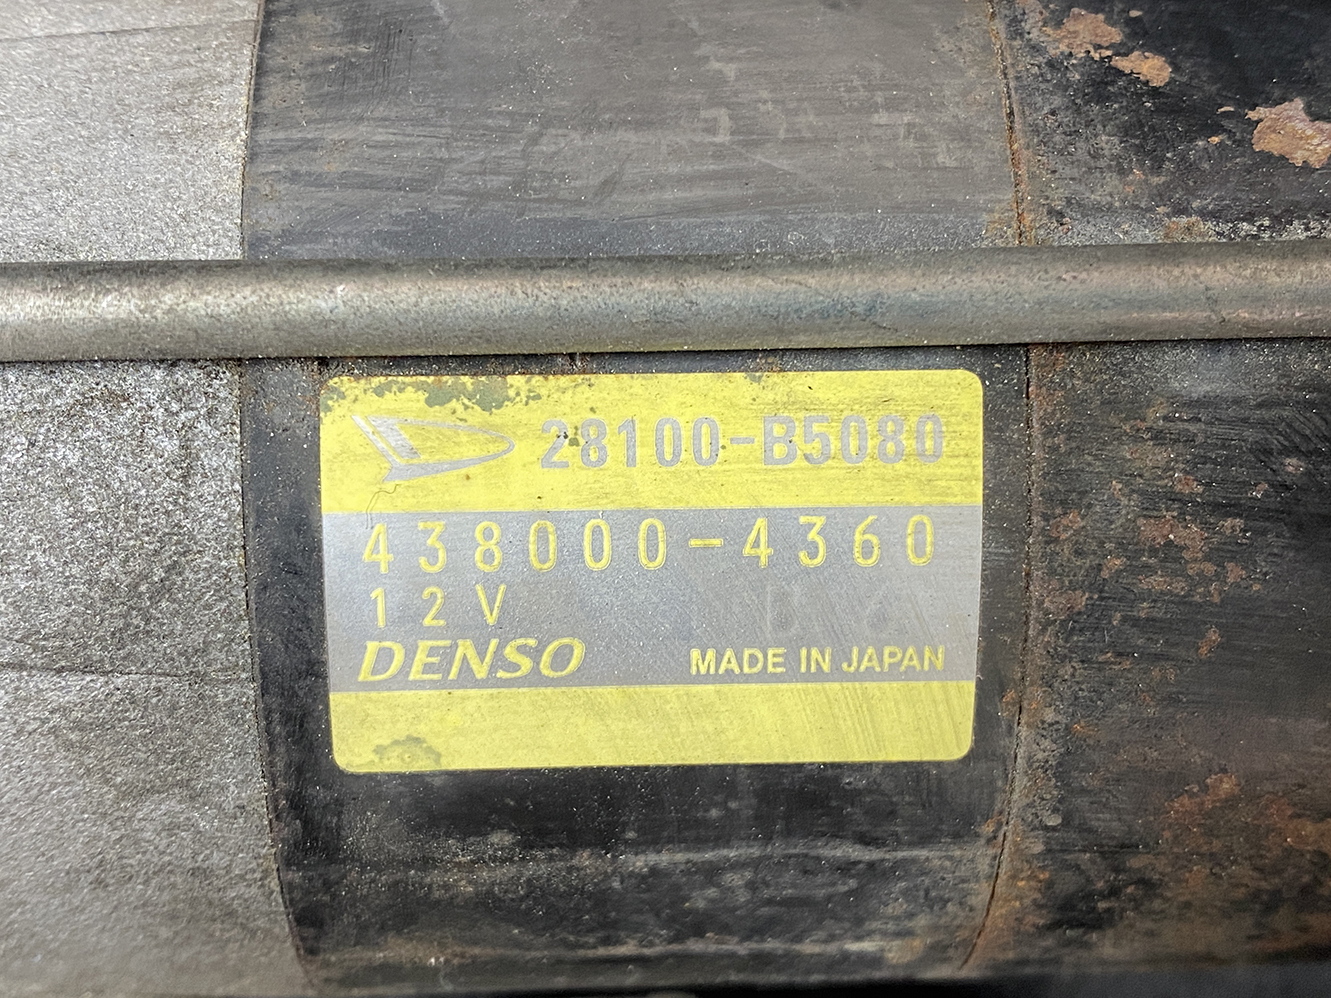 28100-B5080
438000-4360
12V
DENSO MADE IN JAPAN